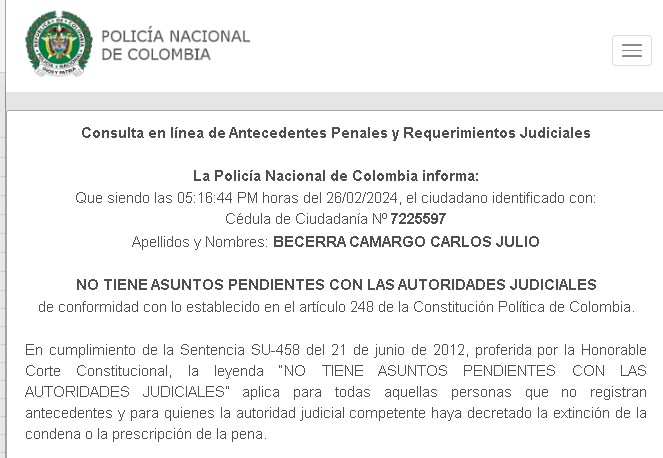 POLICÍA NACIONAL
DE COLOMBIA
Consulta en línea de Antecedentes Penales y Requerimientos Judiciales
La Policía Nacional de Colombia informa:
Que siendo las 05:16:44 PM horas del 26/02/2024, el ciudadano identificado con:
Cédula de Ciudadanía Nº 7225597
Apellidos y Nombres: BECERRA CAMARGO CARLOS JULIO
NO TIENE ASUNTOS PENDIENTES CON LAS AUTORIDADES JUDICIALES
de conformidad con lo establecido en el artículo 248 de la Constitución Política de Colombia.
En cumplimiento de la Sentencia SU-458 del 21 de junio de 2012, proferida por la Honorable
Corte Constitucional, la leyenda “NO TIENE ASUNTOS PENDIENTES CON LAS
AUTORIDADES JUDICIALES” aplica para todas aquellas personas que no registran
antecedentes y para quienes la autoridad judicial competente haya decretado la extinción de la
condena o la prescripción de la pena.